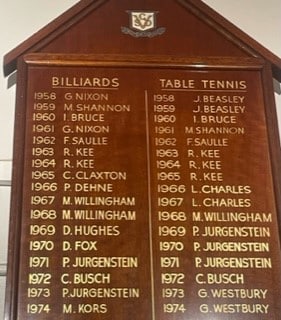 BILLIARDS
1958 G. NIXON
1959 M. SHANNON
1960 I. BRUCE
1961 G. NIXON
1962 F. SAULLE
1963 R. KEE
1964 R. KEE
1965 C. CLAXTON
1966 P. DEHNE
1967 M. WILLINGHAM
1968 M. WILLINGHAM
1969 D. HUGHES
1970 D. FOX
1971 P. JURGENSTEIN
1972 C. BUSCH
1973 P. JURGENSTEIN
1974 M. KORS
TABLE TENNIS
1958 J. BEASLEY
1959 J. BEASLEY
1960 I. BRUCE
1961 M. SHANNON
1962 F. SAULLE
1963 R. KEE
1964 R. KEE
1965 R. KEE
1966 L. CHARLES
1967 L. CHARLES
1968 M. WILLINGHAM
1969 P. JURGENSTEIN
1970 P. JURGENSTEIN
1971 P. JURGENSTEIN
1972 C. BUSCH
1973 G. WESTBURY
1974 G. WESTBURY